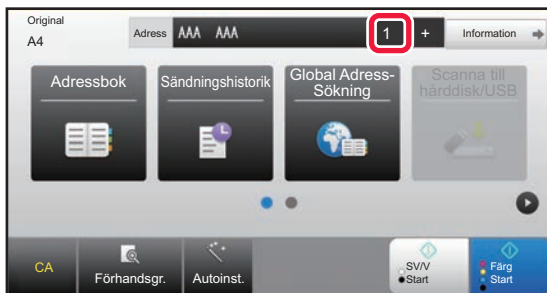 Original
A4
Adress AAA AAA 1 + Information
Adressbok
Sändningshistorik
Global Adress-
Sökning
Scanna till
hårddisk/USB
CA
Förhandsgr.
Autoinst.
SV/V
Start
Färg
Start